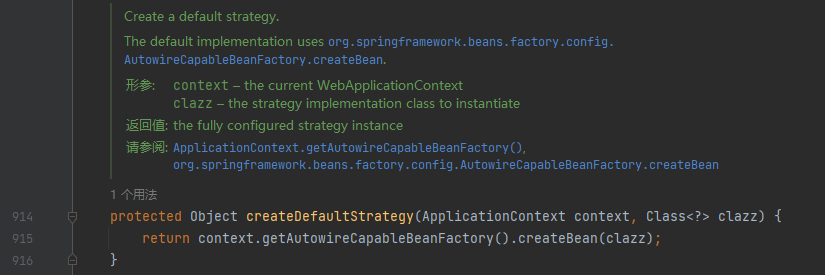 Create a default strategy.
The default implementation uses org.springframework.beans.factory.config.
AutowireCapableBeanFactory.createBean.
形参: context – the current WebApplicationContext
clazz – the strategy implementation class to instantiate
返回值: the fully configured strategy instance
请参阅: ApplicationContext.getAutowireCapableBeanFactory(),
org.springframework.beans.factory.config.AutowireCapableBeanFactory.createBean
1 个用法
914 protected Object createDefaultStrategy(ApplicationContext context, Class<?> clazz) {
915 return context.getAutowireCapableBeanFactory().createBean(clazz);
916 }